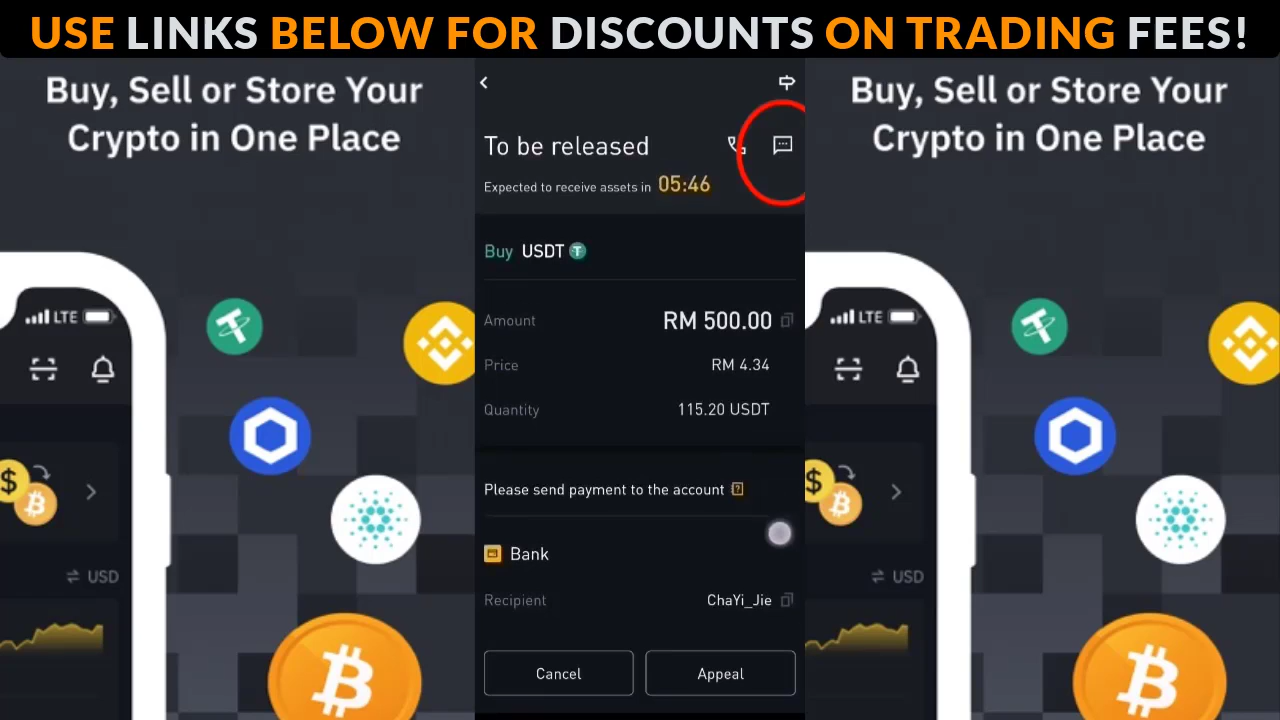 USE LINKS BELOW FOR DISCOUNTS ON TRADING FEES!
Buy, Sell or Store Your
Crypto in One Place
LTE
$
USD
To be released
Expected to receive assets in 05:46
Buy USDT
Amount RM 500.00
Price RM 4.34
Quantity 115.20 USDT
Please send payment to the account
Bank
Recipient ChaYi_Jie
Cancel Appeal
Buy, Sell or Store Your
Crypto in One Place
LTE
$
USD